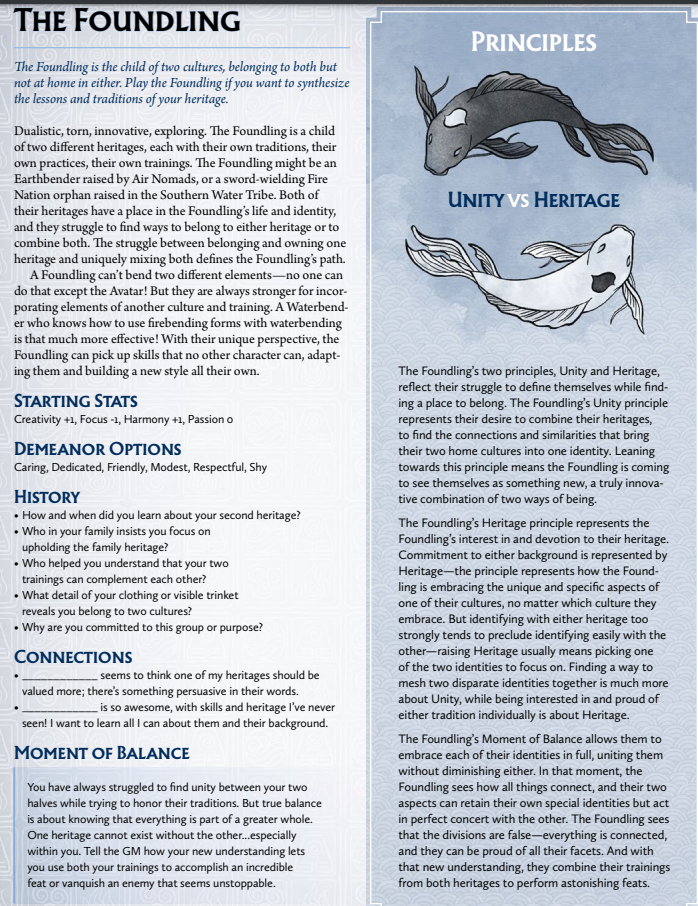 THE FOUNDLING
The Foundling is the child of two cultures, belonging to both but
not at home in either. Play the Foundling if you want to synthesize
the lessons and traditions of your heritage.
Dualistic, torn, innovative, exploring. The Foundling is a child
of two different heritages, each with their own traditions, their
own practices, their own trainings. The Foundling might be an
Earthbender raised by Air Nomads, or a sword-wielding Fire
Nation orphan raised in the Southern Water Tribe. Both of
their heritages have a place in the Foundling's life and identity,
and they struggle to find ways to belong to either heritage or to
combine both. The struggle between belonging and owning one
heritage and uniquely mixing both defines the Foundling's path.
A Foundling can't bend two different elements—no one can
do that except the Avatar! But they are always stronger for incor-
porating elements of another culture and training. A Waterbend-
er who knows how to use firebending forms with waterbending
is that much more effective! With their unique perspective, the
Foundling can pick up skills that no other character can, adapt-
ing them and building a new style all their own.
STARTING STATS
Creativity +1, Focus -1, Harmony +1, Passion 0
DEMEANOR OPTIONS
Caring, Dedicated, Friendly, Modest, Respectful, Shy
HISTORY
• How and when did you learn about your second heritage?
• Who in your family insists you focus on
upholding the family heritage?
• Who helped you understand that your two
trainings can complement each other?
• What detail of your clothing or visible trinket
reveals you belong to two cultures?
• Why are you committed to this group or purpose?
CONNECTIONS
• ____________ seems to think one of my heritages should be
valued more; there's something persuasive in their words.
• ____________ is so awesome, with skills and heritage I've never
seen! I want to learn all I can about them and their background.
MOMENT OF BALANCE
You have always struggled to find unity between your two
halves while trying to honor their traditions. But true balance
is about knowing that everything is part of a greater whole.
One heritage cannot exist without the other...especially
within you. Tell the GM how your new understanding lets
you use both your trainings to accomplish an incredible
feat or vanquish an enemy that seems unstoppable.
PRINCIPLES
UNITY VS HERITAGE
The Foundling's two principles, Unity and Heritage,
reflect their struggle to define themselves while find-
ing a place to belong. The Foundling's Unity principle
represents their desire to combine their heritages,
to find the connections and similarities that bring
their two home cultures into one identity. Leaning
towards this principle means the Foundling is coming
to see themselves as something new, a truly innova-
tive combination of two ways of being.
The Foundling's Heritage principle represents the
Foundling's interest in and devotion to their heritage.
Commitment to either background is represented by
Heritage—the principle represents how the Found-
ling is embracing the unique and specific aspects of
one of their cultures, no matter which culture they
embrace. But identifying with either heritage too
strongly tends to preclude identifying easily with the
other—raising Heritage usually means picking one
of the two identities to focus on. Finding a way to
mesh two disparate identities together is much more
about Unity, while being interested in and proud of
either tradition individually is about Heritage.
The Foundling's Moment of Balance allows them to
embrace each of their identities in full, uniting them
without diminishing either. In that moment, the
Foundling sees how all things connect, and their two
aspects can retain their own special identities but act
in perfect concert with the other. The Foundling sees
that the divisions are false—everything is connected,
and they can be proud of all their facets. And with
that new understanding, they combine their trainings
from both heritages to perform astonishing feats.